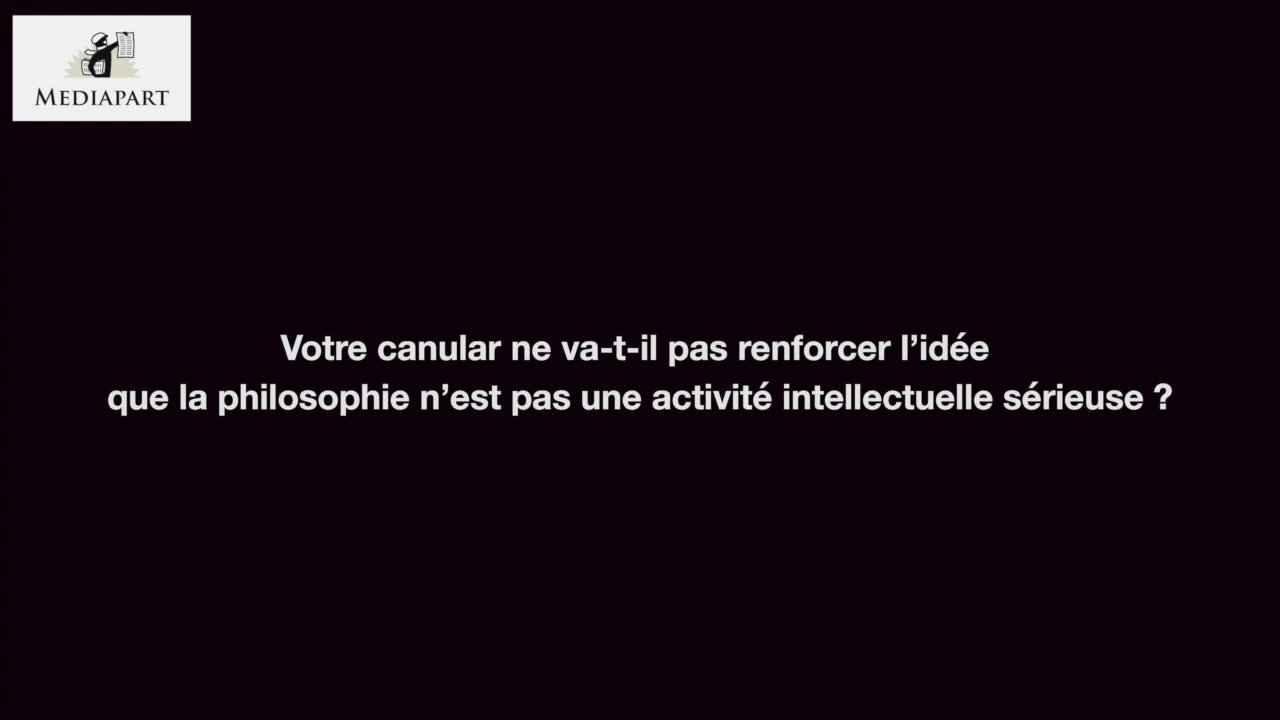 MEDIAPART
Votre canular ne va-t-il pas renforcer l’idée
que la philosophie n’est pas une activité intellectuelle sérieuse ?